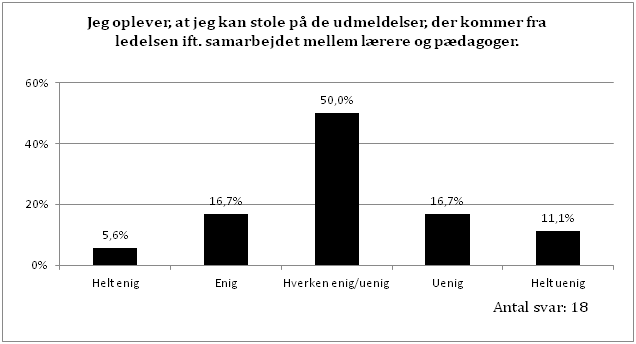 Jeg oplever, at jeg kan stole på de udmeldelser, der kommer fra
ledelsen ift. samarbejdet mellem lærere og pædagoger.
60%
40%
20%
0%
5,6%
16,7%
50,0%
16,7%
11,1%
Helt enig
Enig
Hverken enig/uenig
Uenig
Helt uenig
Antal svar: 18